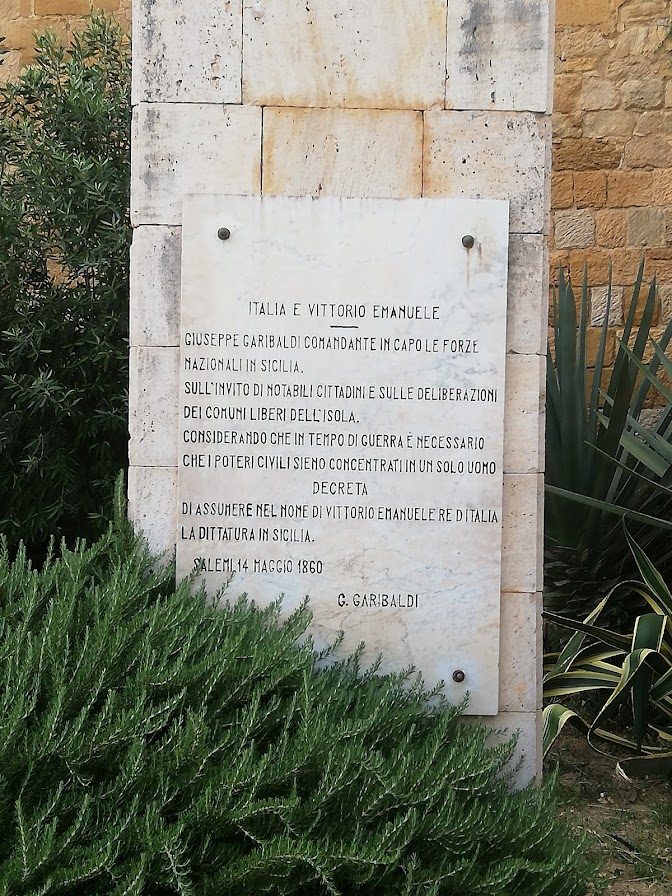 ITALIA E VITTORIO EMANUELE
GIUSEPPE GARIBALDI COMANDANTE IN CAPO LE FORZE
NAZIONALI IN SICILIA.
SULL'INVITO DI NOTABILI CITTADINI E SULLE DELIBERAZIONI
DEI COMUNI LIBERI DELL'ISOLA.
CONSIDERANDO CHE IN TEMPO DI GUERRA È NECESSARIO
CHE I POTERI CIVILI SIENO CONCENTRATI IN UN SOLO UOMO
DECRETA
DI ASSUMERE NEL NOME DI VITTORIO EMANUELE RE D'ITALIA
LA DITTATURA IN SICILIA.
SALEMI, 14 MAGGIO 1860
G. GARIBALDI